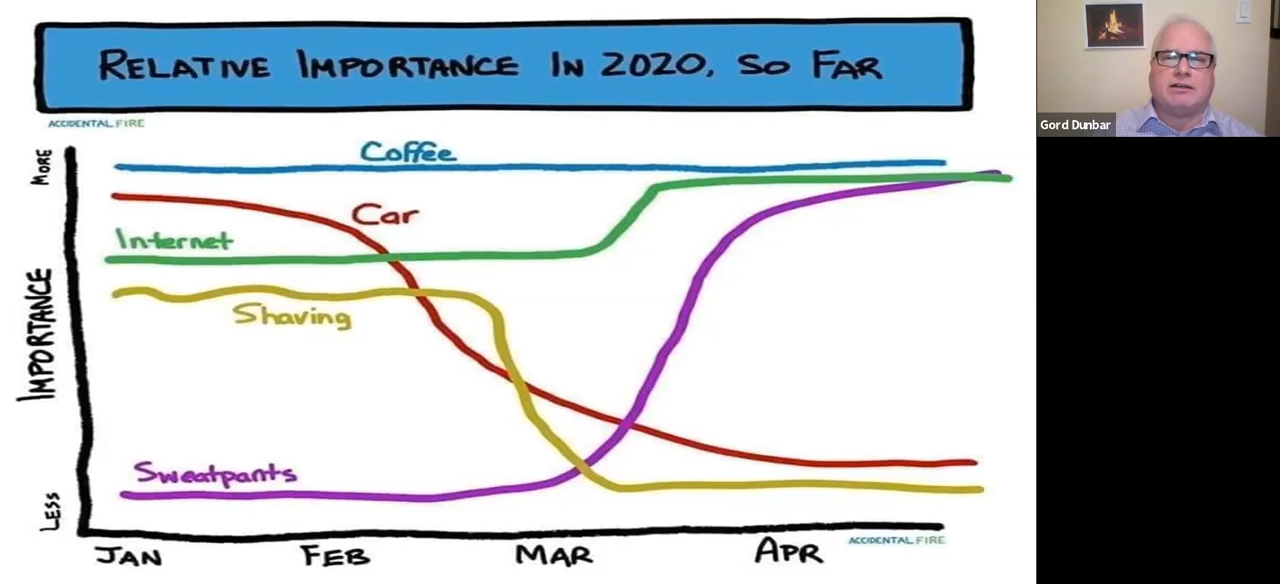 RELATIVE IMPORTANCE IN 2020, SO FAR
ACCIDENTAL FIRE
MORE
Coffee
Car
Internet
Shaving
IMPORTANCE
Sweatpants
LESS
JAN FEB MAR APR
ACCIDENTAL FIRE
Gord Dunbar